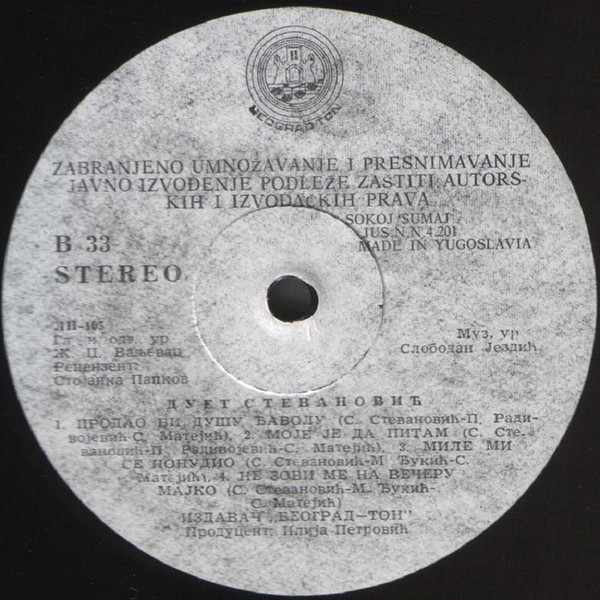 BEOGRAD TON
ZABRANJENO UMNOŽAVANJE I PRESNIMAVANJE
JAVNO IZVOĐENJE PODLEŽE ZAŠTITI AUTORS-
KIH I IZVOĐAČKIH PRAVA
SOKOJ SUMAJ
JUS N.N 4.201
MADE IN YUGOSLAVIA
B 33
STEREO
ЛП-105
Гл. и одг. ур
Ж. П. Ваљевац
Рецензент:
Стојанка Папков
Муз. ур
Слободан Јездић
ДУЕТ СТЕВАНОВИЋ
1. ПРОДАО БИ ДУШУ ЂАВОЛУ (С. Стевановић-П. Ради-
војевић-С. Матејић), 2. МОЈЕ ЈЕ ДА ПИТАМ (С. Сте-
вановић-П. Радивојевић-С. Матејић), 3. МИЛЕ МИ
СЕ ПОНУДИО (С. Стевановић-М. Ђукић-С.
Матејић), 4. НЕ ЗОВИ МЕ НА ВЕЧЕРУ
МАЈКО (С. Стевановић-М. Ђукић-
С. Матејић)
ИЗДАВАЧ „БЕОГРАД—ТОН"
Продуцент: Илија Петровић